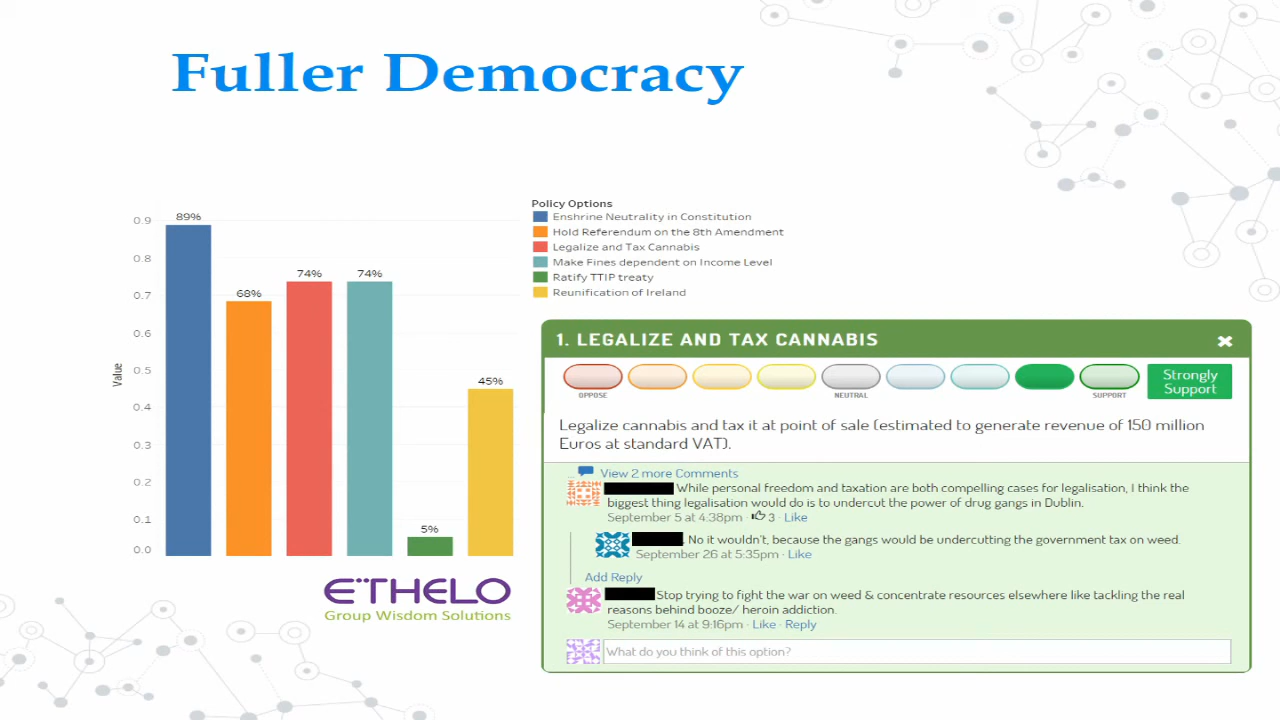 Fuller Democracy
89%
68%
74%
74%
5%
45%
0.9
0.8
0.7
0.6
0.5
0.4
0.3
0.2
0.1
0.0
Value
Policy Options
Enshrine Neutrality in Constitution
Hold Referendum on the 8th Amendment
Legalize and Tax Cannabis
Make Fines dependent on Income Level
Ratify TTIP treaty
Reunification of Ireland
ETHELO
Group Wisdom Solutions
1. LEGALIZE AND TAX CANNABIS
OPPOSE
NEUTRAL
SUPPORT
Strongly
Support
Legalize cannabis and tax it at point of sale (estimated to generate revenue of 150 million
Euros at standard VAT).
View 2 more Comments
While personal freedom and taxation are both compelling cases for legalisation, I think the
biggest thing legalisation would do is to undercut the power of drug gangs in Dublin.
September 5 at 4:38pm · 3 · Like
No it wouldn't, because the gangs would be undercutting the government tax on weed.
September 26 at 5:35pm · Like
Add Reply
Stop trying to fight the war on weed & concentrate resources elsewhere like tackling the real
reasons behind booze/ heroin addiction.
September 14 at 9:16pm · Like · Reply
What do you think of this option?